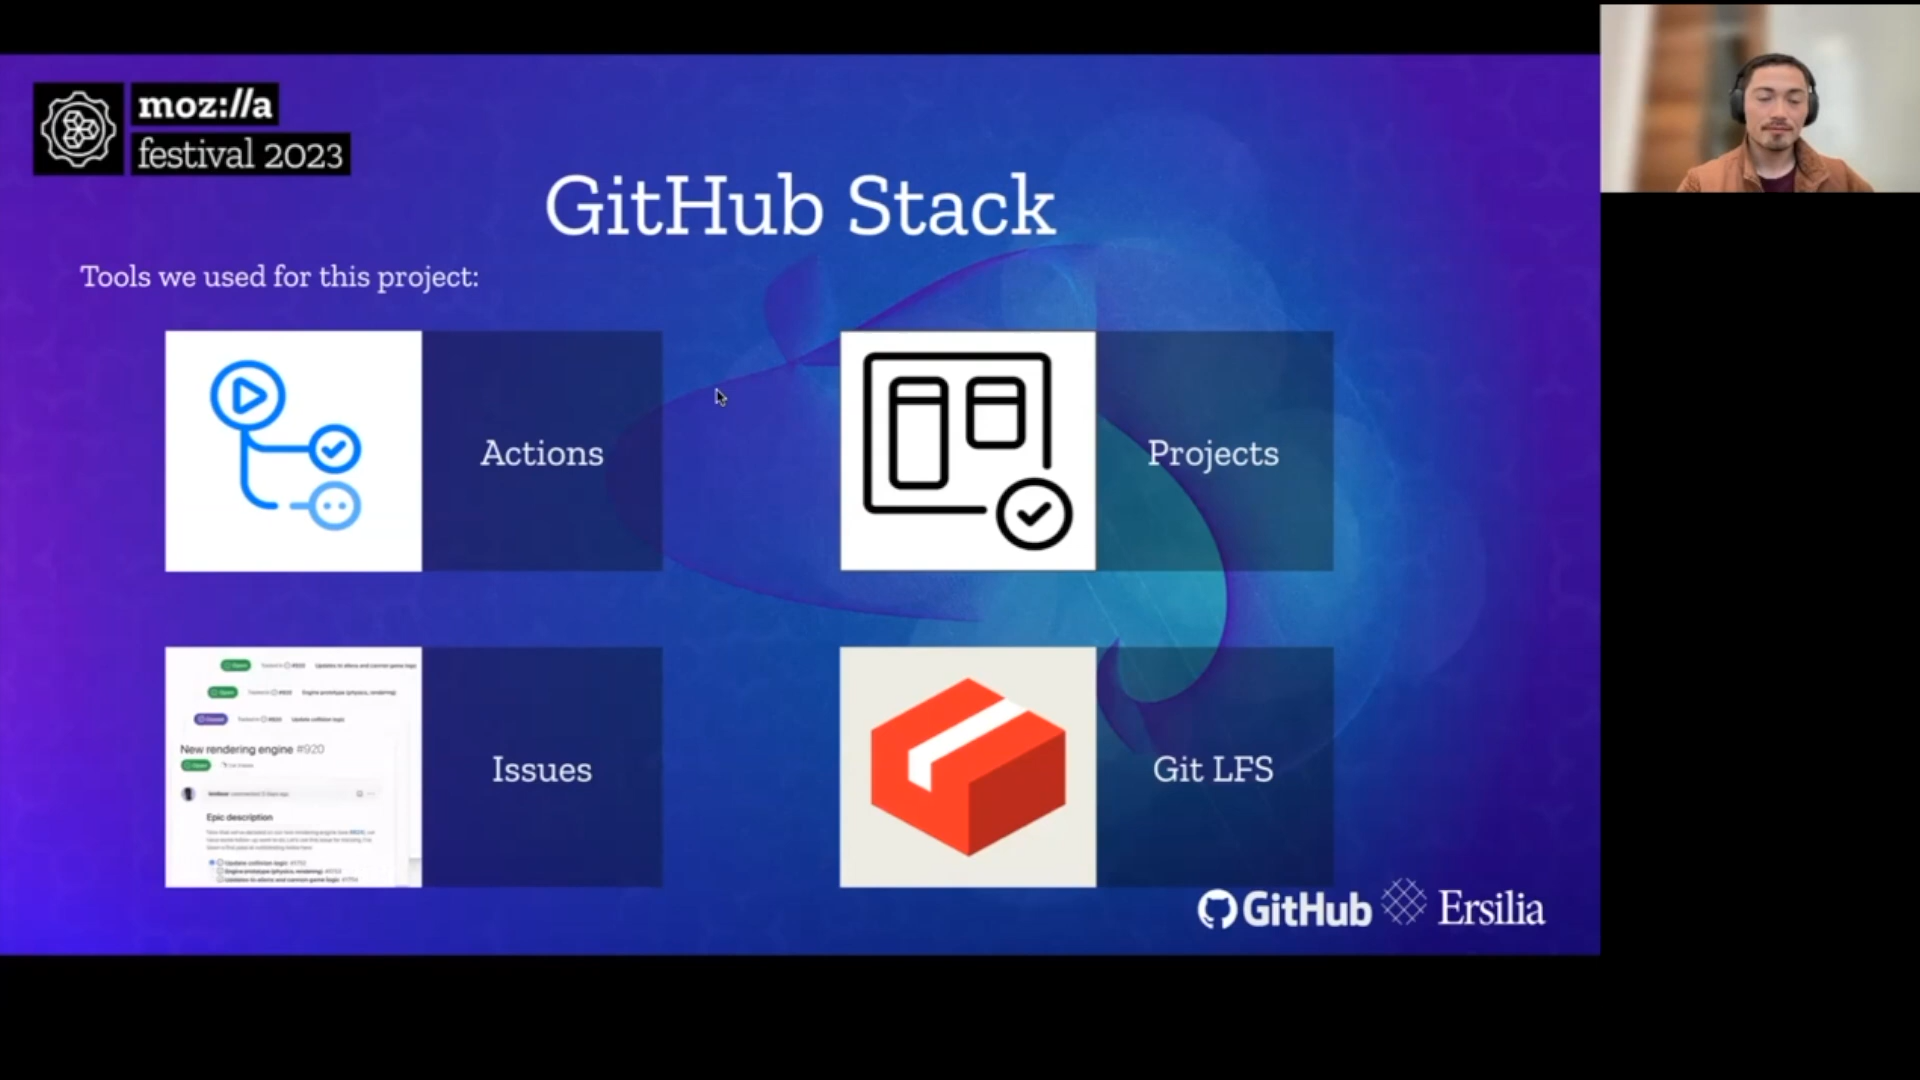 moz://a
festival 2023
GitHub Stack
Tools we used for this project:
Actions
Projects
New rendering engine #920
Epic description
Issues
Git LFS
GitHub
Ersilia